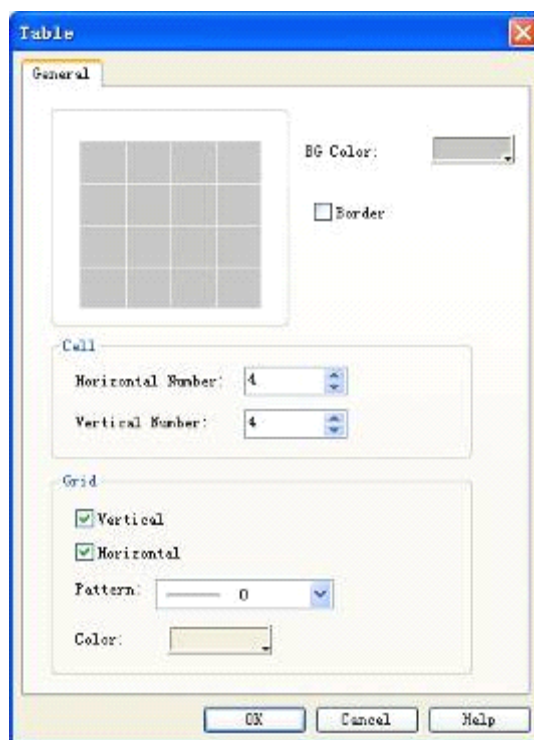 Table
General
BG Color:
Border
Cell
Horizontal Number: 4
Vertical Number: 4
Grid
Vertical
Horizontal
Pattern: 0
Color:
OK Cancel Help